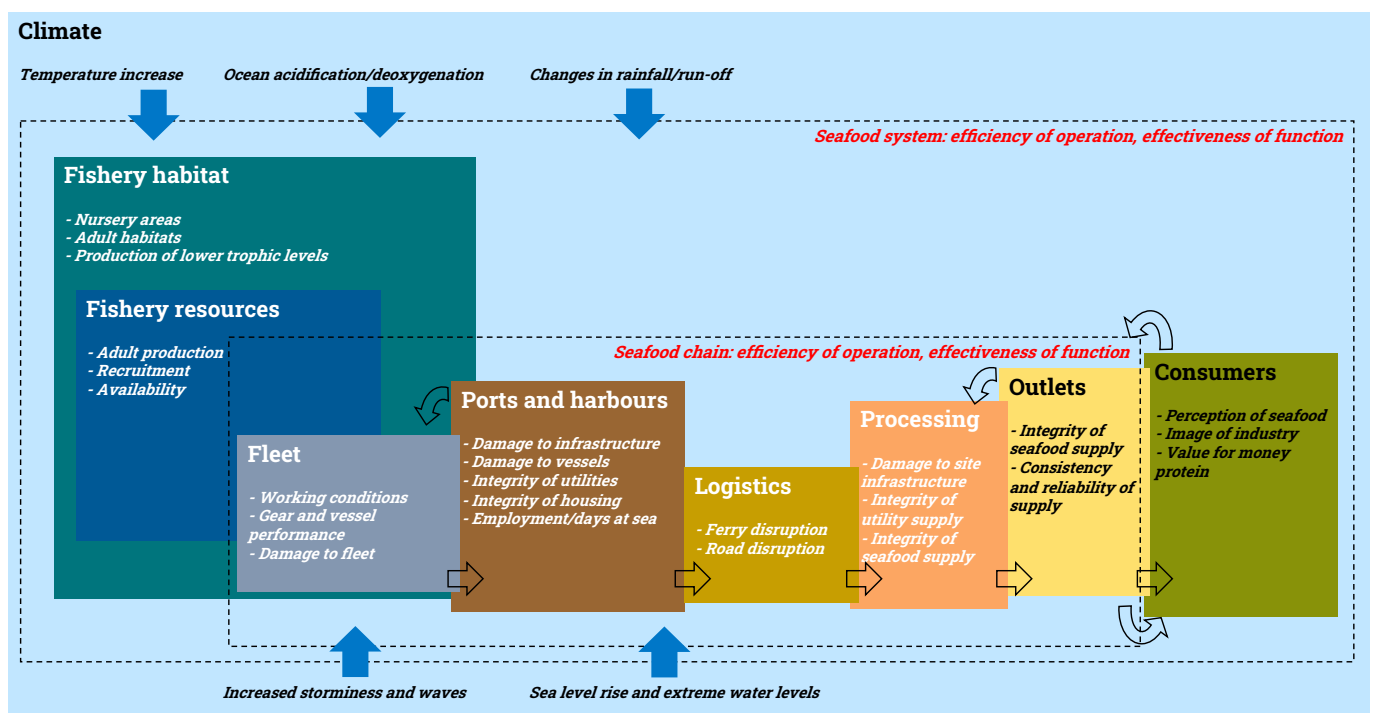 Climate
Temperature increase
Ocean acidification/deoxygenation
Changes in rainfall/run-off
Seafood system: efficiency of operation, effectiveness of function
Fishery habitat
- Nursery areas
- Adult habitats
- Production of lower trophic levels
Fishery resources
- Adult production
- Recruitment
- Availability
Seafood chain: efficiency of operation, effectiveness of function
Fleet
- Working conditions
- Gear and vessel
performance
- Damage to fleet
Ports and harbours
- Damage to infrastructure
- Damage to vessels
- Integrity of utilities
- Integrity of housing
- Employment/days at sea
Logistics
- Ferry disruption
- Road disruption
Processing
- Damage to site
infrastructure
- Integrity of
utility supply
- Integrity of
seafood supply
Outlets
- Integrity of
seafood supply
- Consistency
and reliability of
supply
Consumers
- Perception of seafood
- Image of industry
- Value for money
protein
Increased storminess and waves
Sea level rise and extreme water levels